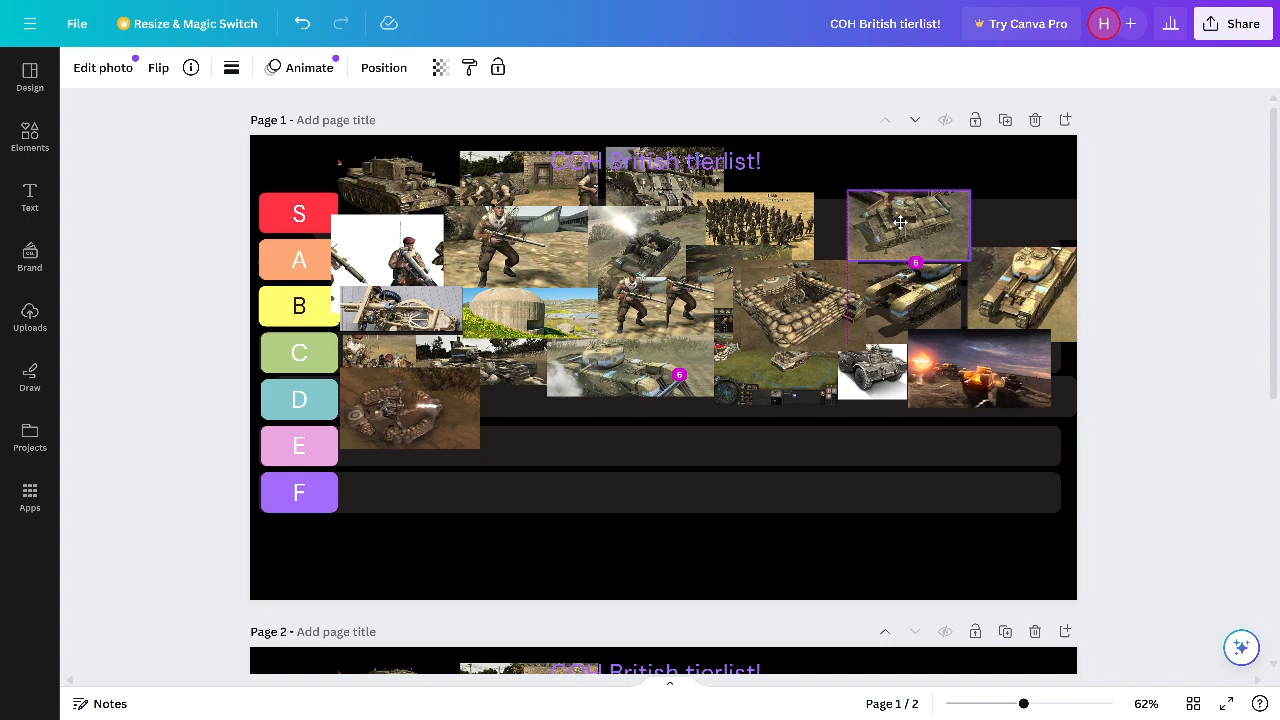 File
Resize & Magic Switch
COH British tierlist!
Try Canva Pro
H
+
Share
Edit photo
Flip
Animate
Position
Design
Elements
Text
Brand
Uploads
Draw
Projects
Apps
Page 1 - Add page title
COH British tierlist!
S
A
B
C
D
E
F
6
6
Page 2 - Add page title
COH British tierlist!
Notes
Page 1 / 2
62%